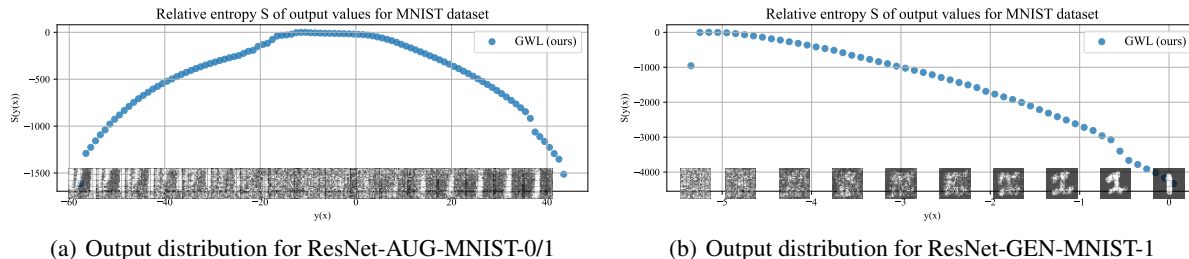 Relative entropy S of output values for MNIST dataset
GWL (ours)
0
−500
−1000
−1500
S(y(x))
−60 −40 −20 0 20 40
y(x)
(a) Output distribution for ResNet-AUG-MNIST-0/1
Relative entropy S of output values for MNIST dataset
GWL (ours)
0
−1000
−2000
−3000
−4000
S(y(x))
−5 −4 −3 −2 −1 0
y(x)
(b) Output distribution for ResNet-GEN-MNIST-1